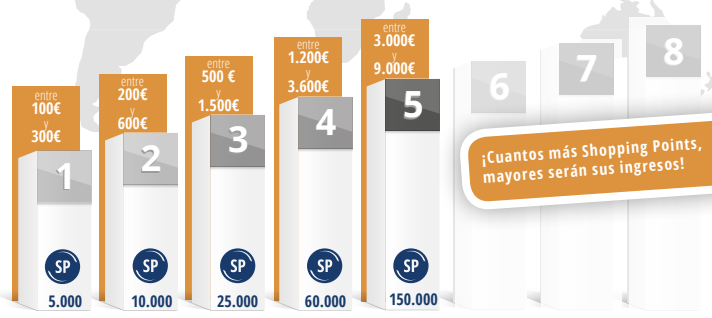 entre
100€
y
300€
1
SP
5.000
entre
200€
y
600€
2
SP
10.000
entre
500 €
y
1.500€
3
SP
25.000
entre
1.200€
y
3.600€
4
SP
60.000
entre
3.000€
y
9.000€
5
SP
150.000
6
7
8
¡Cuantos más Shopping Points,
mayores serán sus ingresos!